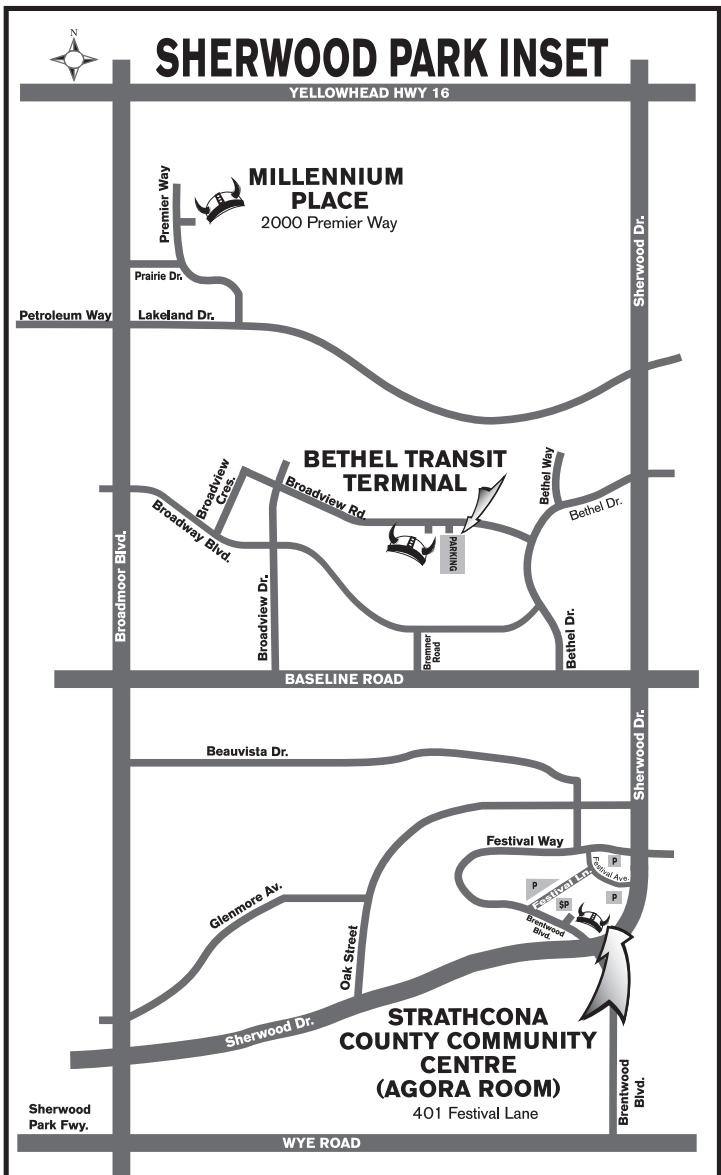 N
SHERWOOD PARK INSET
YELLOWHEAD HWY 16
MILLENNIUM
PLACE
2000 Premier Way
Premier Way
Prairie Dr.
Sherwood Dr.
Petroleum Way
Lakeland Dr.
BETHEL TRANSIT
TERMINAL
Broadview
Cres.
Broadview Rd.
Bethel Way
Bethel Dr.
Broadway Blvd.
PARKING
Broadmoor Blvd.
Broadview Dr.
Bremner
Road
Bethel Dr.
BASELINE ROAD
Sherwood Dr.
Beauvista Dr.
Festival Way
P
Festival Ave.
P
Festival Ln.
$P
P
Brentwood
Blvd.
Glenmore Av.
Oak Street
Sherwood Dr.
STRATHCONA
COUNTY COMMUNITY
CENTRE
(AGORA ROOM)
401 Festival Lane
Brentwood
Blvd.
Sherwood
Park Fwy.
WYE ROAD